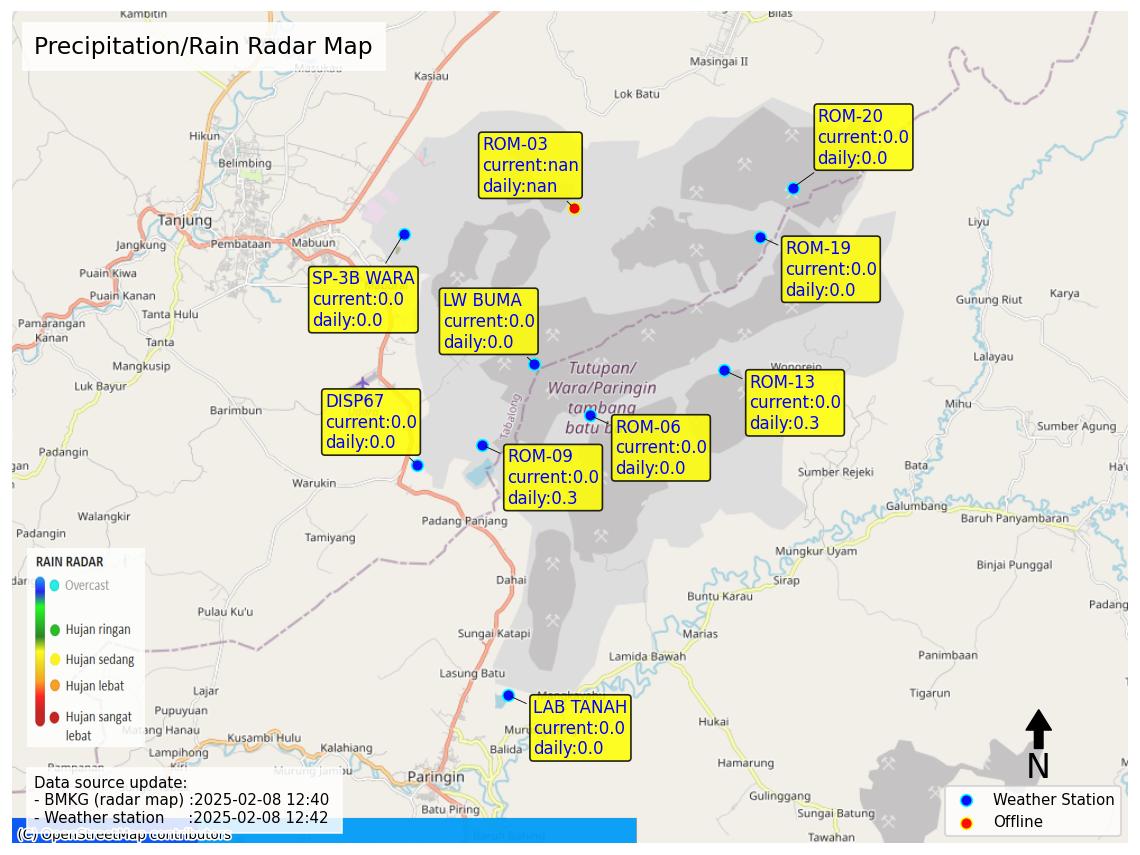 Kambitin
Bilas
Precipitation/Rain Radar Map
Masukau
Kasiau
Masingai II
Lok Batu
ROM-20
current:0.0
daily:0.0
Hikun
ROM-03
current:nan
daily:nan
Belimbing
Tanjung
Liyu
Jangkung
Pembataan
Mabuun
ROM-19
current:0.0
daily:0.0
Puain Kiwa
SP-3B WARA
current:0.0
daily:0.0
Puain Kanan
LW BUMA
current:0.0
daily:0.0
Gunung Riut
Karya
Tanta Hulu
Pamarangan
Kanan
Tanta
Mangkusip
Lalayau
Tutupan/
Wara/Paringin
tambang
batu b
Wonorejo
ROM-13
current:0.0
daily:0.3
Luk Bayur
DISP67
current:0.0
daily:0.0
Barimbun
Tabalong
Mihu
ROM-06
current:0.0
daily:0.0
Sumber Agung
Padangin
ROM-09
current:0.0
daily:0.3
gan
Ha
Bata
Sumber Rejeki
Warukin
Galumbang
Walangkir
Padang Panjang
Baruh Panyambaran
Padangin
Tamiyang
Mungkur Uyam
RAIN RADAR
Overcast
Hujan ringan
Hujan sedang
Hujan lebat
Hujan sangat
lebat
Binjai Punggal
Dahai
Sirap
Buntu Karau
Padang
Pulau Ku'u
Sungai Katapi
Marias
Lamida Bawah
Panimbaan
Lasung Batu
Lajar
Tigarun
Pupuyuan
LAB TANAH
current:0.0
daily:0.0
Hukai
Matang Hanau
Kusambi Hulu
Muru
Lampihong
Kalahiang
Balida
Hamarung
N
Murung Jambu
Paringin
Data source update:
- BMKG (radar map) :2025-02-08 12:40
- Weather station :2025-02-08 12:42
Gulinggang
Weather Station
Offline
Batu Piring
Sungai Batung
(C) OpenStreetMap contributors
Tawahan